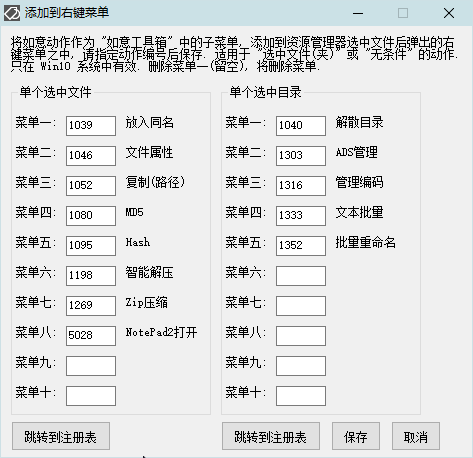 添加到右键菜单
将如意动作作为 "如意工具箱" 中的子菜单, 添加到资源管理器选中文件后弹出的右
键菜单之中, 请指定动作编号后保存. 适用于 "选中文件(夹)" 或 "无条件" 的动作.
只在 Win10 系统中有效. 删除菜单一(留空), 将删除菜单.
单个选中文件
菜单一: 1039 放入同名
菜单二: 1046 文件属性
菜单三: 1052 复制(路径)
菜单四: 1080 MD5
菜单五: 1095 Hash
菜单六: 1198 智能解压
菜单七: 1269 Zip压缩
菜单八: 5028 NotePad2打开
菜单九:
菜单十:
跳转到注册表
单个选中目录
菜单一: 1040 解散目录
菜单二: 1303 ADS管理
菜单三: 1316 管理编码
菜单四: 1333 文本批量
菜单五: 1352 批量重命名
菜单六:
菜单七:
菜单八:
菜单九:
菜单十:
跳转到注册表 保存 取消